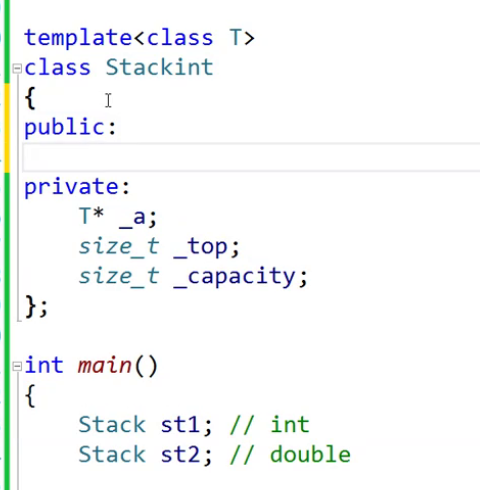 template<class T>
class Stackint
{
public:
private:
T* _a;
size_t _top;
size_t _capacity;
};
int main()
{
Stack st1; // int
Stack st2; // double